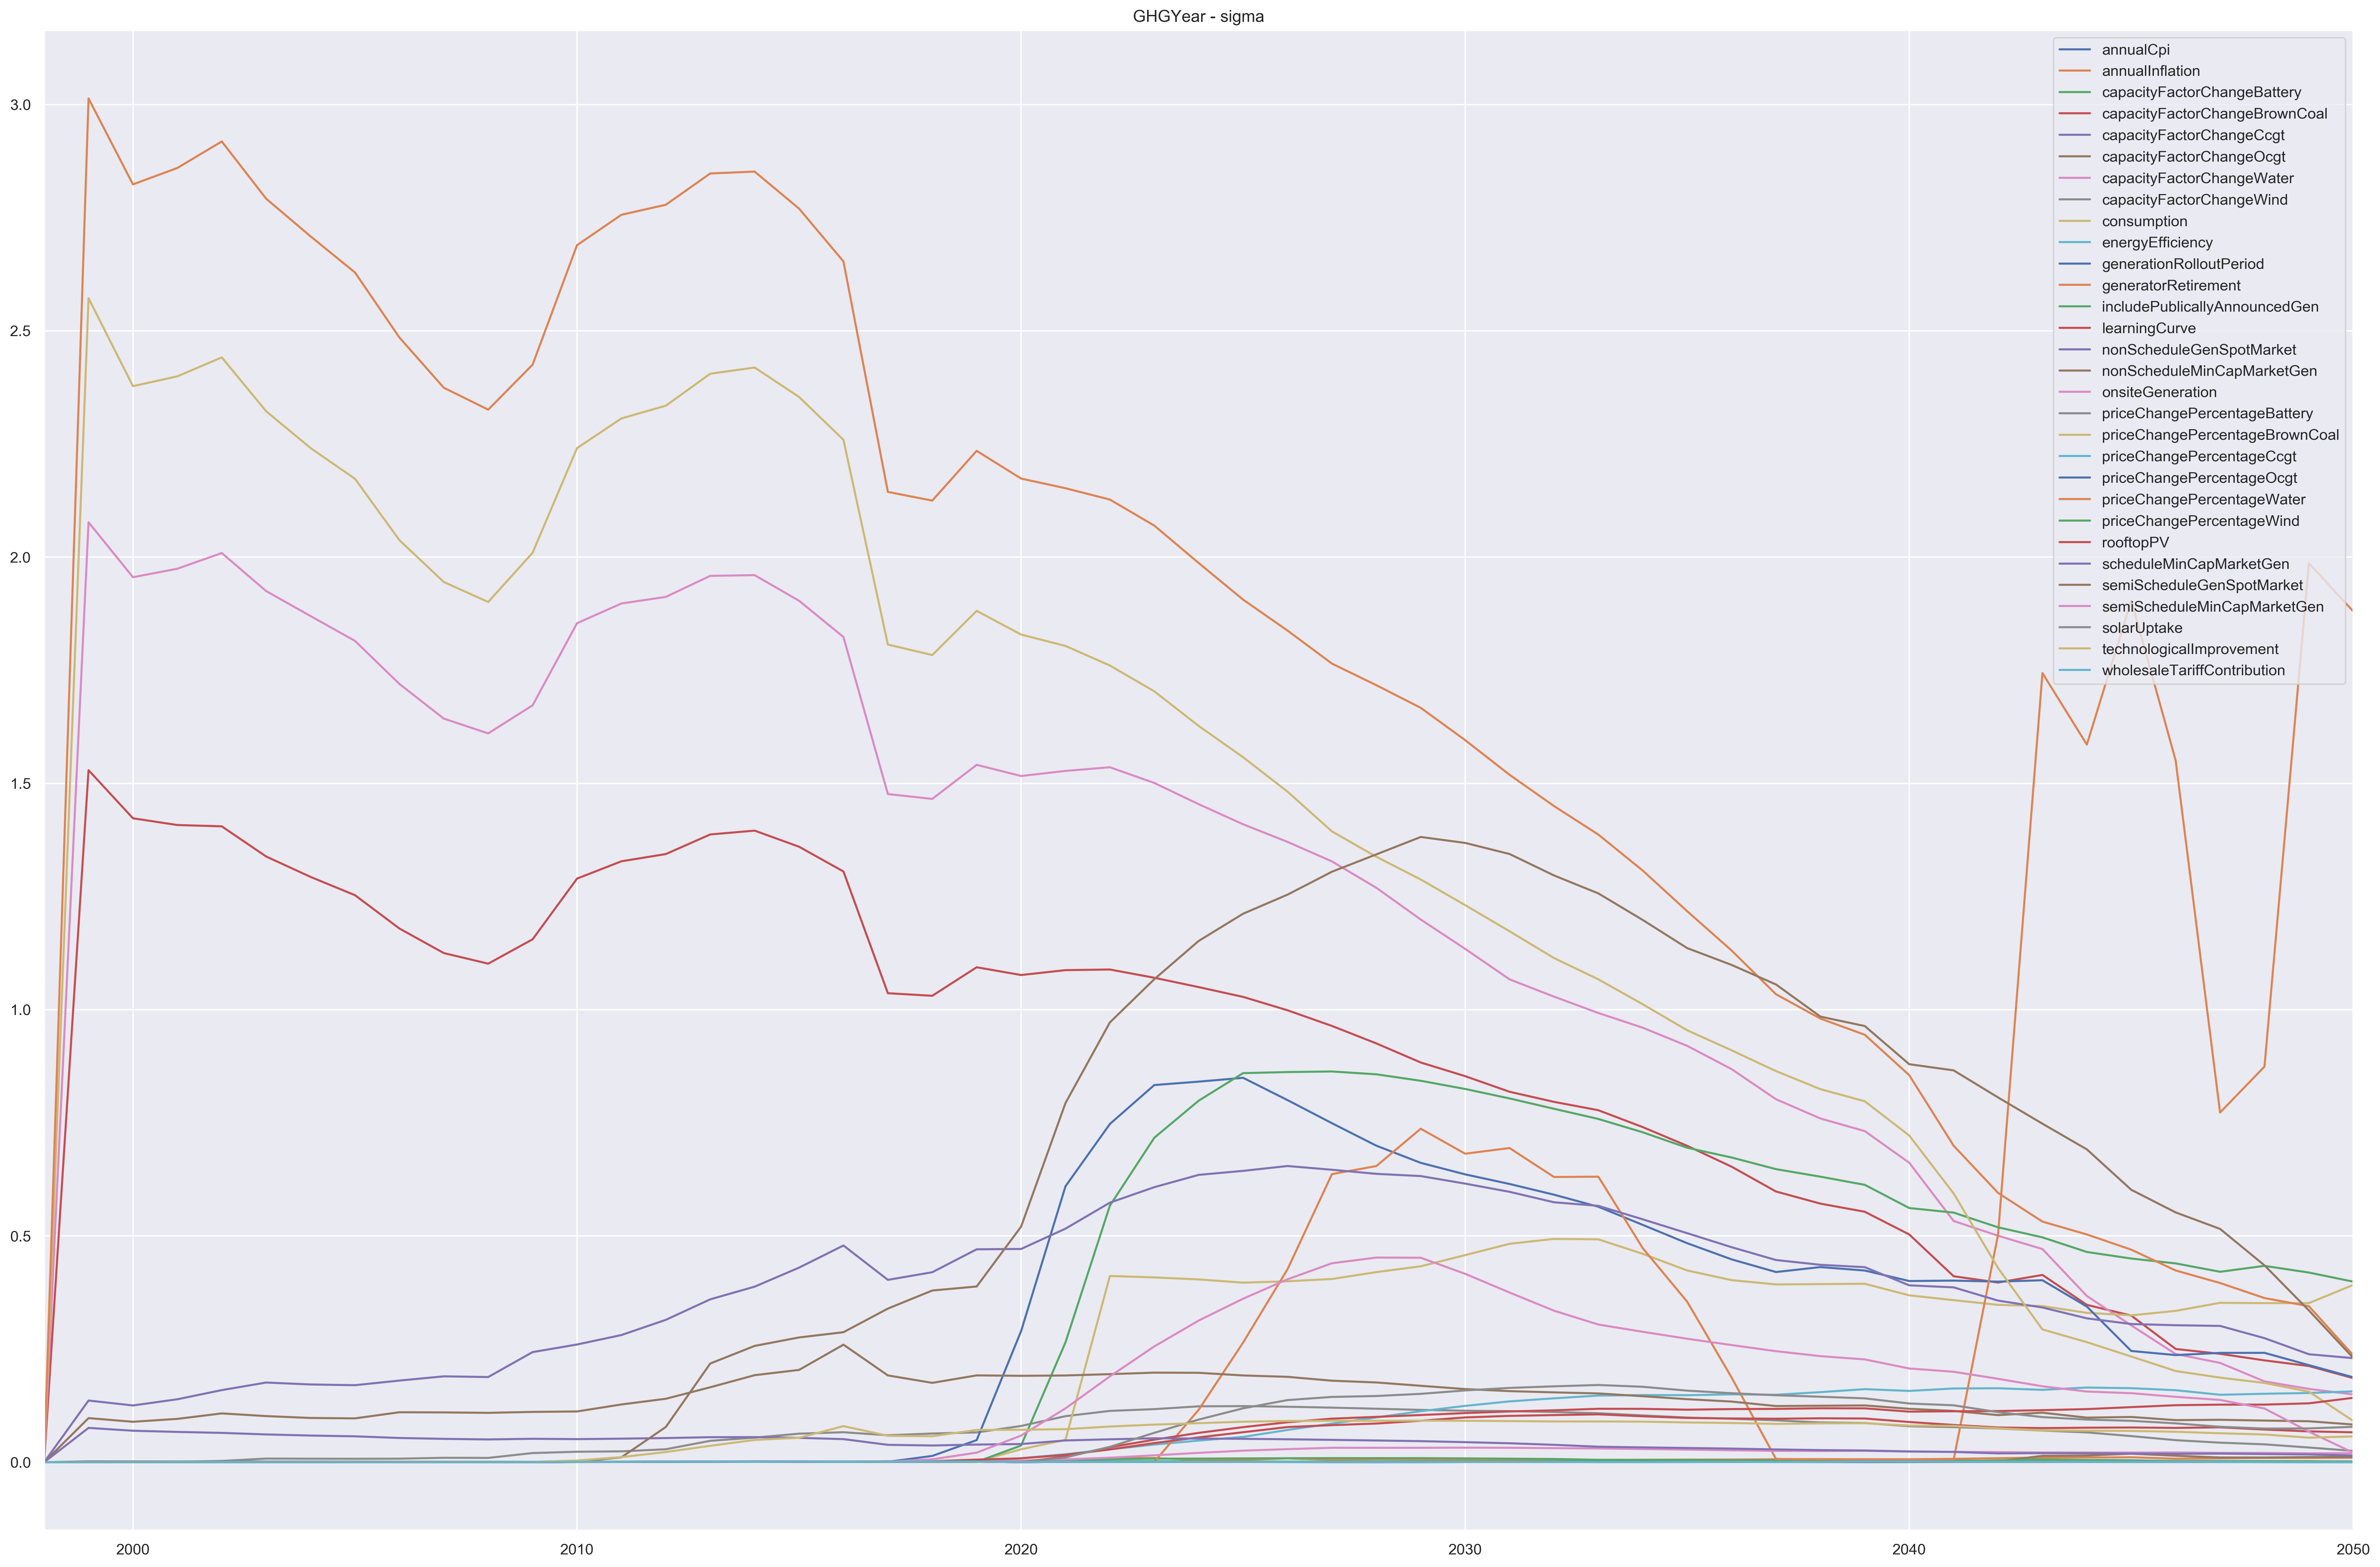 GHGYear - sigma
3.0
2.5
2.0
1.5
1.0
0.5
0.0
2000
2010
2020
2030
2040
2050
annualCpi
annualInflation
capacityFactorChangeBattery
capacityFactorChangeBrownCoal
capacityFactorChangeCcgt
capacityFactorChangeOcgt
capacityFactorChangeWater
capacityFactorChangeWind
consumption
energyEfficiency
generationRolloutPeriod
generatorRetirement
includePublicallyAnnouncedGen
learningCurve
nonScheduleGenSpotMarket
nonScheduleMinCapMarketGen
onsiteGeneration
priceChangePercentageBattery
priceChangePercentageBrownCoal
priceChangePercentageCcgt
priceChangePercentageOcgt
priceChangePercentageWater
priceChangePercentageWind
rooftopPV
scheduleMinCapMarketGen
semiScheduleGenSpotMarket
semiScheduleMinCapMarketGen
solarUptake
technologicalImprovement
wholesaleTariffContribution